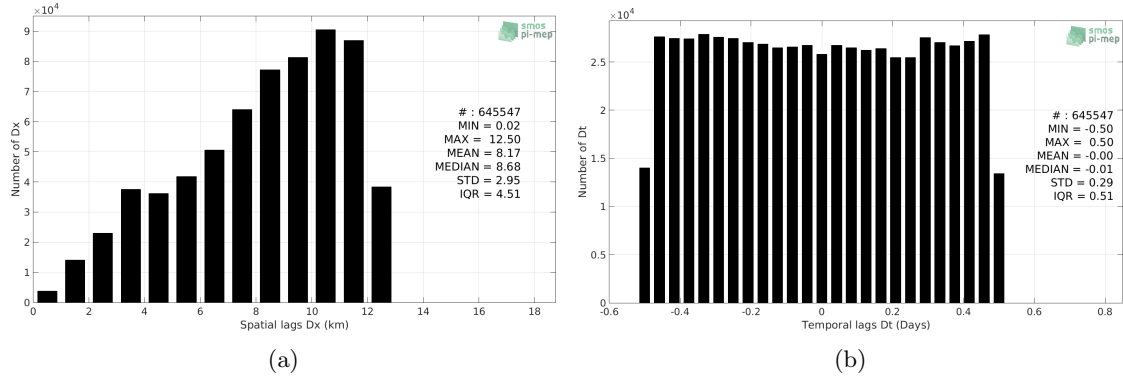 ×10⁴
9
8
7
6
5
4
3
2
1
0
Number of Dx
0 2 4 6 8 10 12 14 16 18
Spatial lags Dx (km)
smos
pi-mep
# : 645547
MIN = 0.02
MAX = 12.50
MEAN = 8.17
MEDIAN = 8.68
STD = 2.95
IQR = 4.51
(a)
×10⁴
2.5
2
1.5
1
0.5
0
Number of Dt
-0.6 -0.4 -0.2 0 0.2 0.4 0.6 0.8
Temporal lags Dt (Days)
smos
pi-mep
# : 645547
MIN = -0.50
MAX = 0.50
MEAN = -0.00
MEDIAN = -0.01
STD = 0.29
IQR = 0.51
(b)